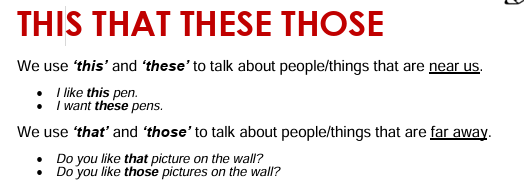 THIS THAT THESE THOSE
We use ‘this’ and ‘these’ to talk about people/things that are near us.
• I like this pen.
• I want these pens.
We use ‘that’ and ‘those’ to talk about people/things that are far away.
• Do you like that picture on the wall?
• Do you like those pictures on the wall?